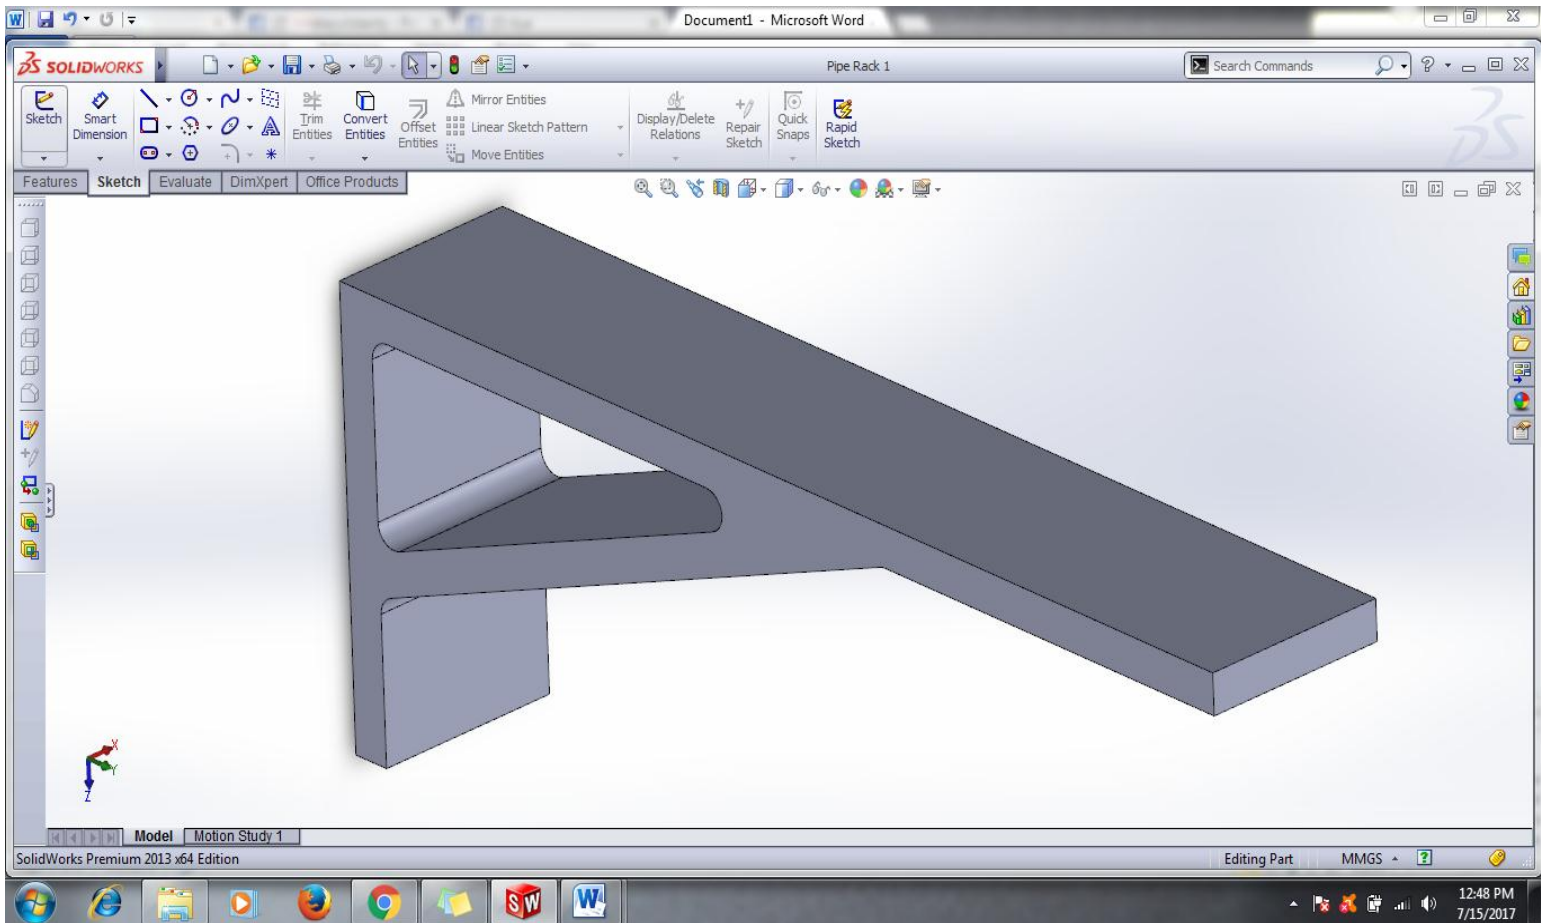 Document1 - Microsoft Word
SOLIDWORKS
Pipe Rack 1
Search Commands
Sketch
Smart Dimension
Trim Entities
Convert Entities
Offset Entities
Mirror Entities
Linear Sketch Pattern
Move Entities
Display/Delete Relations
Repair Sketch
Quick Snaps
Rapid Sketch
Features Sketch Evaluate DimXpert Office Products
X
Y
Z
Model Motion Study 1
SolidWorks Premium 2013 x64 Edition
Editing Part MMGS
12:48 PM
7/15/2017